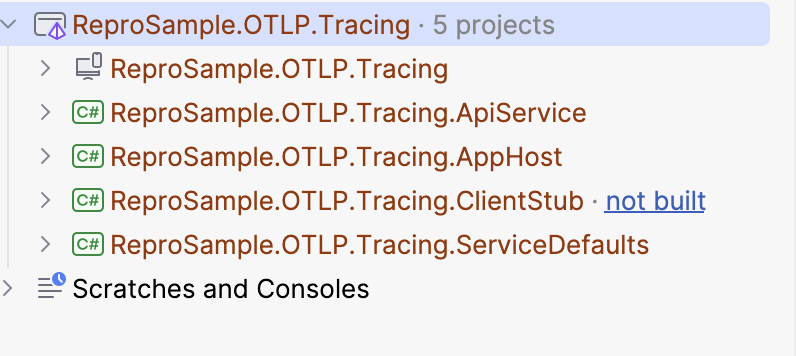 ReproSample.OTLP.Tracing · 5 projects
ReproSample.OTLP.Tracing
C# ReproSample.OTLP.Tracing.ApiService
C# ReproSample.OTLP.Tracing.AppHost
C# ReproSample.OTLP.Tracing.ClientStub · not built
C# ReproSample.OTLP.Tracing.ServiceDefaults
Scratches and Consoles